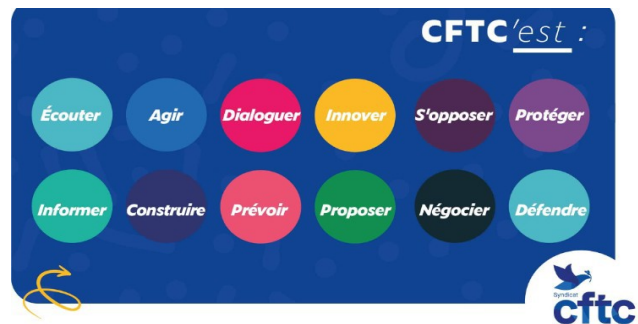 CFTC'est :
Écouter Agir Dialoguer Innover S'opposer Protéger
Informer Construire Prévoir Proposer Négocier Défendre
Syndicat
cftc